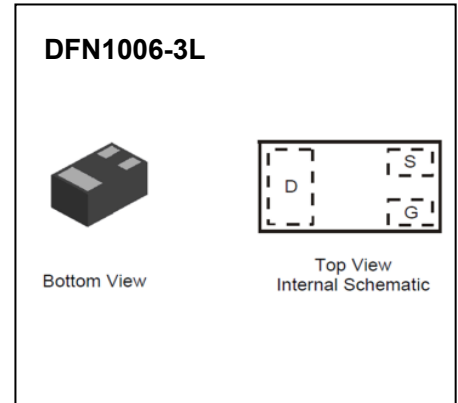 DFN1006-3L
D
S
G
Bottom View
Top View
Internal Schematic